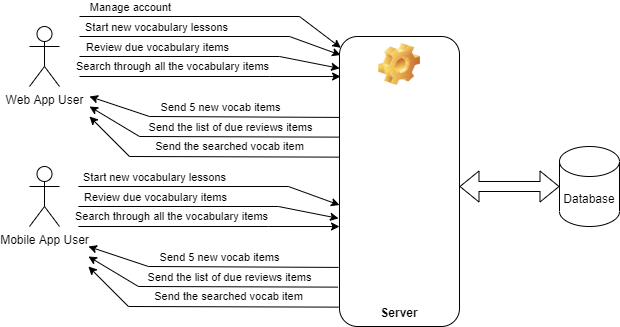 Manage account
Start new vocabulary lessons
Review due vocabulary items
Search through all the vocabulary items
Web App User
Send 5 new vocab items
Send the list of due reviews items
Send the searched vocab item
Start new vocabulary lessons
Review due vocabulary items
Search through all the vocabulary items
Mobile App User
Send 5 new vocab items
Send the list of due reviews items
Send the searched vocab item
Server
Database